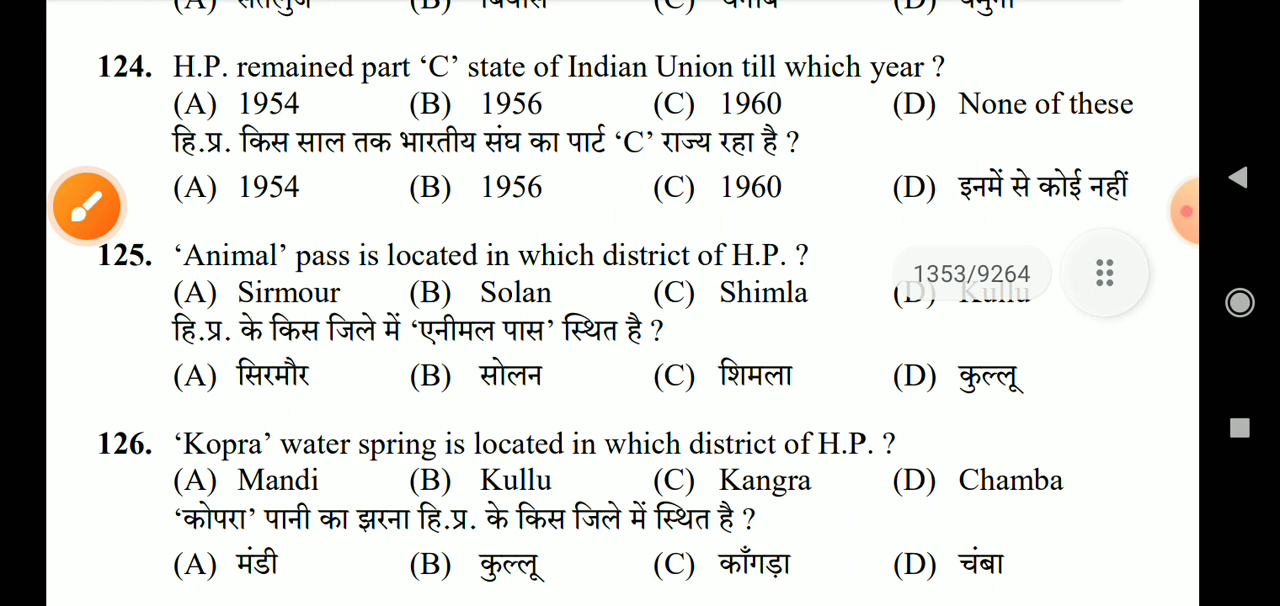 (A) सतलुज (B) बियास (C) चेनाब (D) यमुना
124. H.P. remained part ‘C’ state of Indian Union till which year ?
(A) 1954 (B) 1956 (C) 1960 (D) None of these
हि.प्र. किस साल तक भारतीय संघ का पार्ट ‘C’ राज्य रहा है ?
(A) 1954 (B) 1956 (C) 1960 (D) इनमें से कोई नहीं
125. ‘Animal’ pass is located in which district of H.P. ?
1353/9264
(A) Sirmour (B) Solan (C) Shimla (D) Kullu
हि.प्र. के किस जिले में ‘एनीमल पास’ स्थित है ?
(A) सिरमौर (B) सोलन (C) शिमला (D) कुल्लू
126. ‘Kopra’ water spring is located in which district of H.P. ?
(A) Mandi (B) Kullu (C) Kangra (D) Chamba
‘कोपरा’ पानी का झरना हि.प्र. के किस जिले में स्थित है ?
(A) मंडी (B) कुल्लू (C) काँगड़ा (D) चंबा